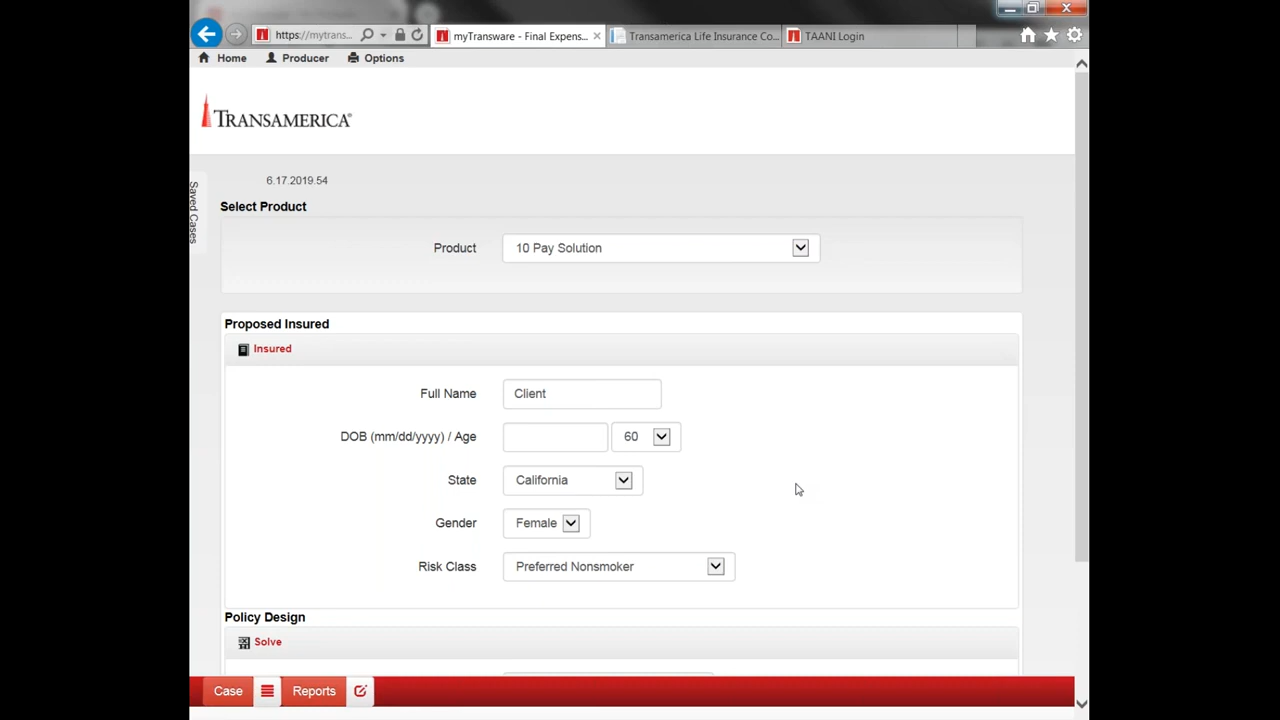 https://mytrans... myTransware - Final Expens... Transamerica Life Insurance Co... TAANI Login
Home Producer Options
TRANSAMERICA®
Saved Cases
6.17.2019.54
Select Product
Product 10 Pay Solution
Proposed Insured
Insured
Full Name Client
DOB (mm/dd/yyyy) / Age 60
State California
Gender Female
Risk Class Preferred Nonsmoker
Policy Design
Solve
Case Reports